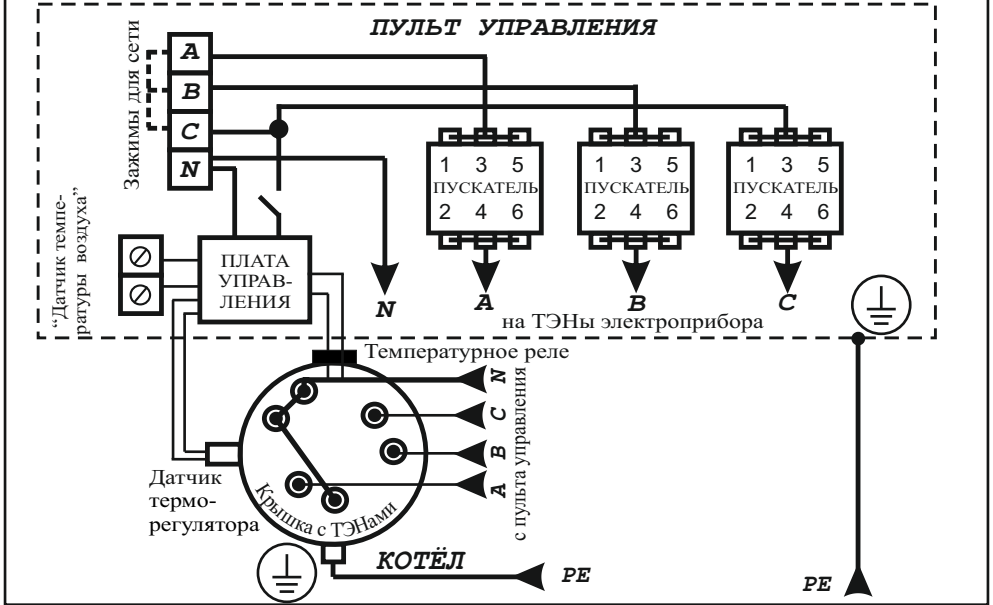 ПУЛЬТ УПРАВЛЕНИЯ
Зажимы для сети
A
B
C
N
1 3 5
ПУСКАТЕЛЬ
2 4 6
1 3 5
ПУСКАТЕЛЬ
2 4 6
1 3 5
ПУСКАТЕЛЬ
2 4 6
“Датчик темпе-
ратуры воздуха”
ПЛАТА
УПРАВ-
ЛЕНИЯ
N
A
B
C
на ТЭНы электроприбора
Температурное реле
N
C
B
A
с пульта управления
Датчик
термо-
регулятора
Крышка с ТЭНами
КОТЁЛ
PE
PE